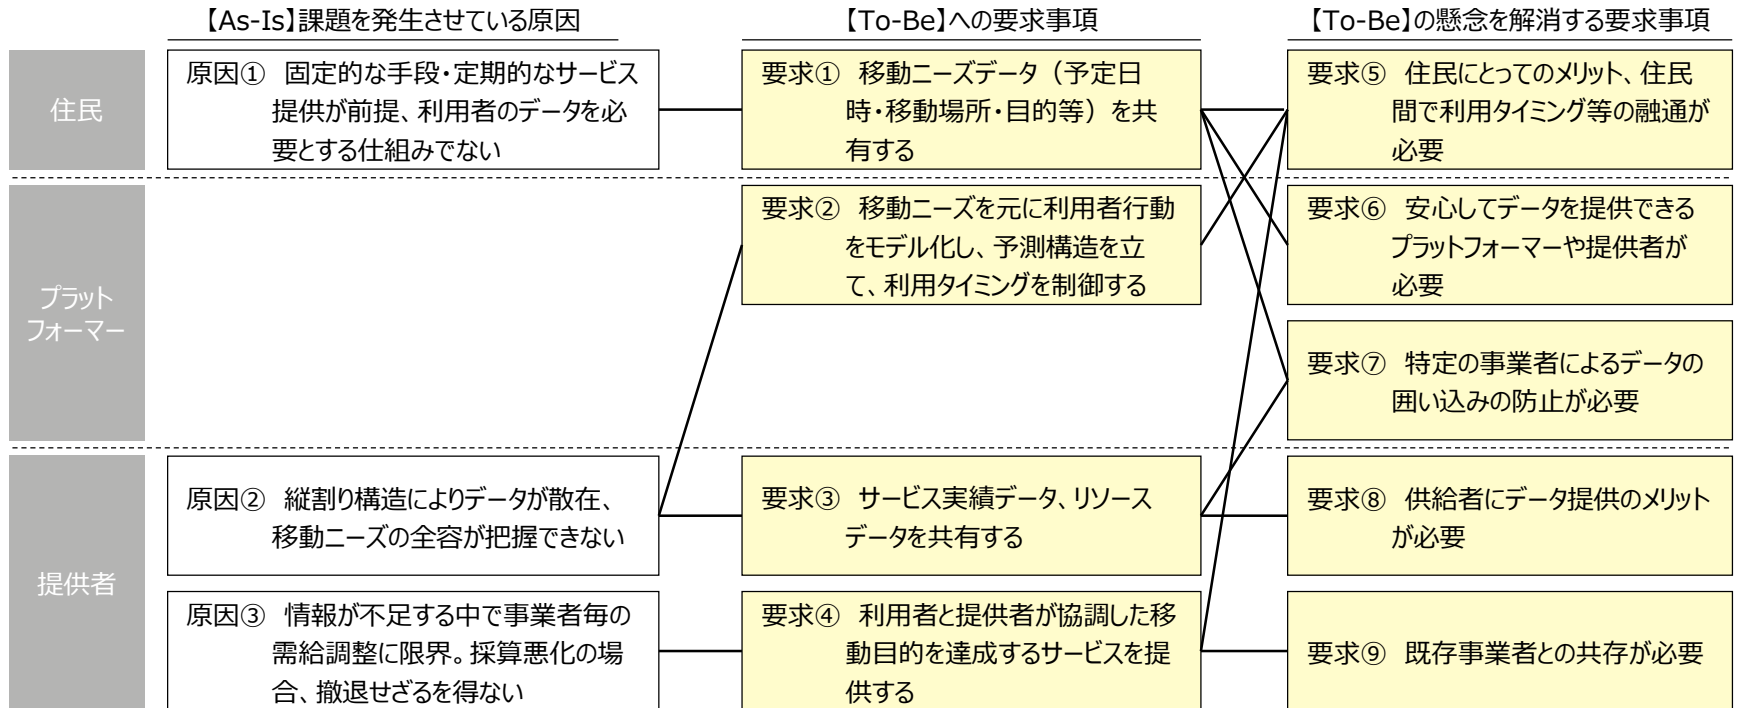 【As-Is】課題を発生させている原因
【To-Be】への要求事項
【To-Be】の懸念を解消する要求事項
住民
原因① 固定的な手段・定期的なサービス
提供が前提、利用者のデータを必
要とする仕組みでない
要求① 移動ニーズデータ（予定日
時・移動場所・目的等）を共
有する
要求⑤ 住民にとってのメリット、住民
間で利用タイミング等の融通が
必要
プラット
フォーマー
要求② 移動ニーズを元に利用者行動
をモデル化し、予測構造を立
て、利用タイミングを制御する
要求⑥ 安心してデータを提供できる
プラットフォーマーや提供者が
必要
要求⑦ 特定の事業者によるデータの
囲い込みの防止が必要
提供者
原因② 縦割り構造によりデータが散在、
移動ニーズの全容が把握できない
要求③ サービス実績データ、リソース
データを共有する
要求⑧ 供給者にデータ提供のメリット
が必要
原因③ 情報が不足する中で事業者毎の
需給調整に限界。採算悪化の場
合、撤退せざるを得ない
要求④ 利用者と提供者が協調した移
動目的を達成するサービスを提
供する
要求⑨ 既存事業者との共存が必要